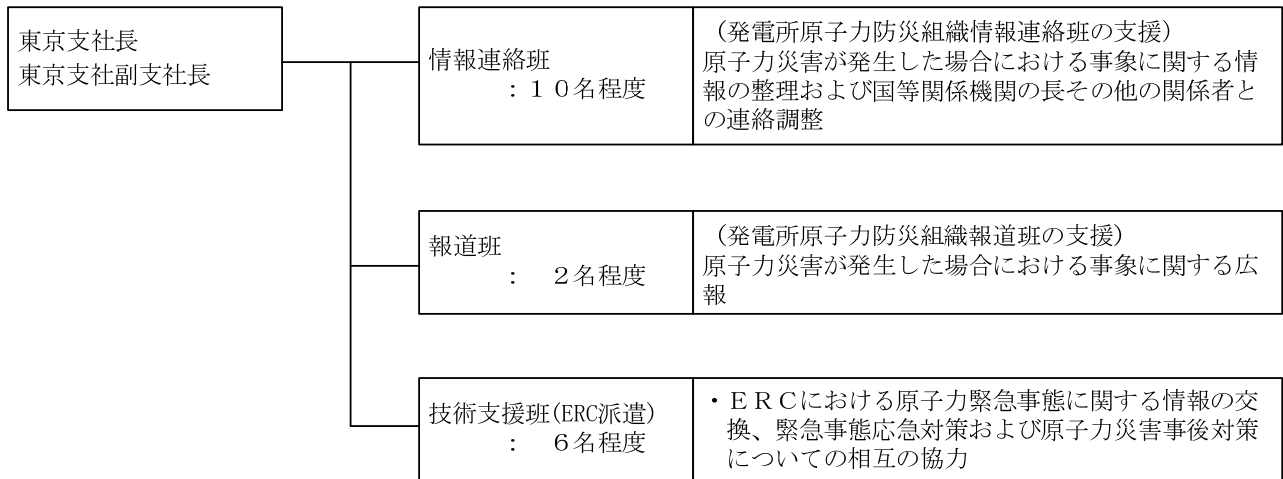 東京支社長
東京支社副支社長
情報連絡班
：１０名程度
（発電所原子力防災組織情報連絡班の支援）
原子力災害が発生した場合における事象に関する情
報の整理および国等関係機関の長その他の関係者と
の連絡調整
報道班
：　２名程度
（発電所原子力防災組織報道班の支援）
原子力災害が発生した場合における事象に関する広
報
技術支援班(ERC派遣)
：　６名程度
・ＥＲＣにおける原子力緊急事態に関する情報の交
換、緊急事態応急対策および原子力災害事後対策
についての相互の協力